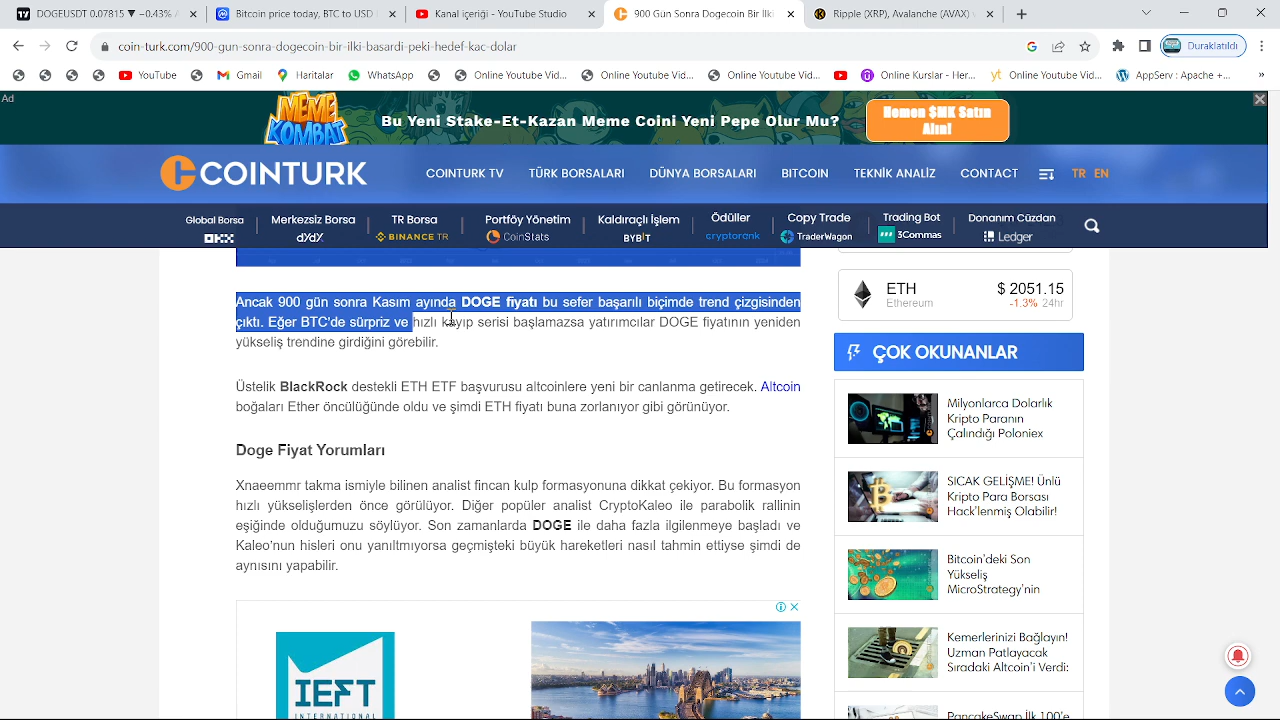 DOGEUSDT 0.07815 ▼ −0.43%
Bitcoin price today, BTC to USD l
Kanal içeriği - YouTube Studio
900 Gün Sonra Dogecoin Bir İlki
Ripple (XRP), Avalanche (AVAX) v
coin-turk.com/900-gun-sonra-dogecoin-bir-ilki-basardi-peki-hedef-kac-dolar
Duraklatıldı
YouTube
Gmail
Haritalar
WhatsApp
Online Youtube Vid...
Online Youtube Vid...
Online Youtube Vid...
Online Kurslar - Her...
yt Online Youtube Vid...
AppServ : Apache +...
Ad
MEME KOMBAT
Bu Yeni Stake-Et-Kazan Meme Coini Yeni Pepe Olur Mu?
Hemen $MK Satın Alın!
COINTURK
COINTURK TV
TÜRK BORSALARI
DÜNYA BORSALARI
BITCOIN
TEKNİK ANALİZ
CONTACT
TR EN
Global Borsa
Merkezsiz Borsa
TR Borsa
Portföy Yönetim
Kaldıraçlı İşlem
Ödüller
Copy Trade
Trading Bot
Donanım Cüzdan
OKX
dYdX
BINANCE TR
CoinStats
BYBIT
cryptorank
TraderWagon
3Commas
Ledger
Ancak 900 gün sonra Kasım ayında DOGE fiyatı bu sefer başarılı biçimde trend çizgisinden
çıktı. Eğer BTC'de sürpriz ve hızlı kayıp serisi başlamazsa yatırımcılar DOGE fiyatının yeniden
yükseliş trendine girdiğini görebilir.
Üstelik BlackRock destekli ETH ETF başvurusu altcoinlere yeni bir canlanma getirecek. Altcoin
boğaları Ether öncülüğünde oldu ve şimdi ETH fiyatı buna zorlanıyor gibi görünüyor.
Doge Fiyat Yorumları
Xnaeemmr takma ismiyle bilinen analist fincan kulp formasyonuna dikkat çekiyor. Bu formasyon
hızlı yükselişlerden önce görülüyor. Diğer popüler analist CryptoKaleo ile parabolik rallinin
eşiğinde olduğumuzu söylüyor. Son zamanlarda DOGE ile daha fazla ilgilenmeye başladı ve
Kaleo'nun hisleri onu yanıltmıyorsa geçmişteki büyük hareketleri nasıl tahmin ettiyse şimdi de
aynısını yapabilir.
IEFT
INTERNATIONAL
ETH
Ethereum
$ 2051.15
-1.3% 24hr
ÇOK OKUNANLAR
Milyonlarca Dolarlık
Kripto Paranın
Çalındığı Poloniex
SICAK GELİŞME! Ünlü
Kripto Para Borsası
Hack'lenmiş Olabilir!
Bitcoin'deki Son
Yükseliş
MicroStrategy'nin
Kemerlerinizi Bağlayın!
Uzman Patlayacak
Sıradaki Altcoin'i Verdi:
PancakeSwap İlk 100'e